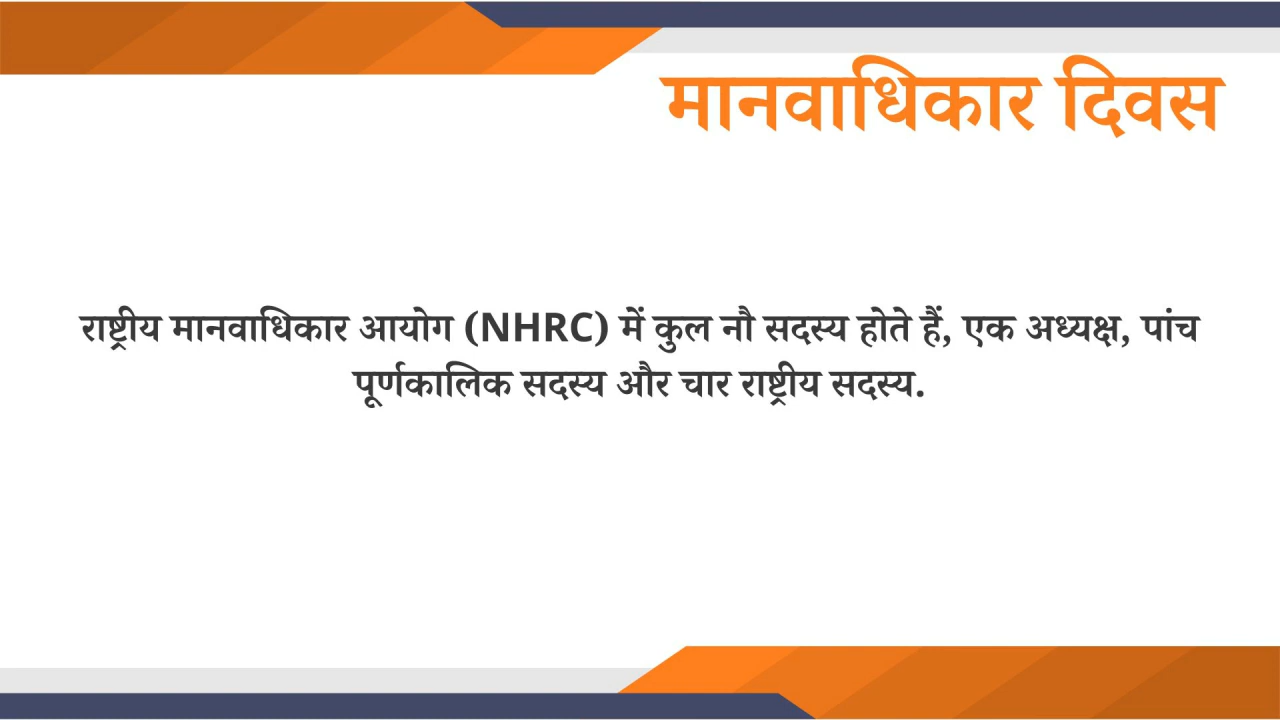 मानवाधिकार दिवस
राष्ट्रीय मानवाधिकार आयोग (NHRC) में कुल नौ सदस्य होते हैं, एक अध्यक्ष, पांच
पूर्णकालिक सदस्य और चार राष्ट्रीय सदस्य.